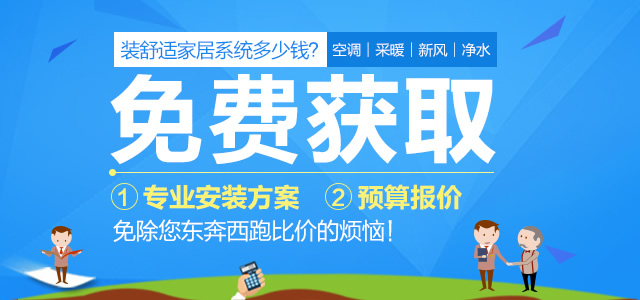 装舒适家居系统多少钱? 空调｜采暖｜新风｜净水
免费获取
① 专业安装方案 ② 预算报价
免除您东奔西跑比价的烦恼!